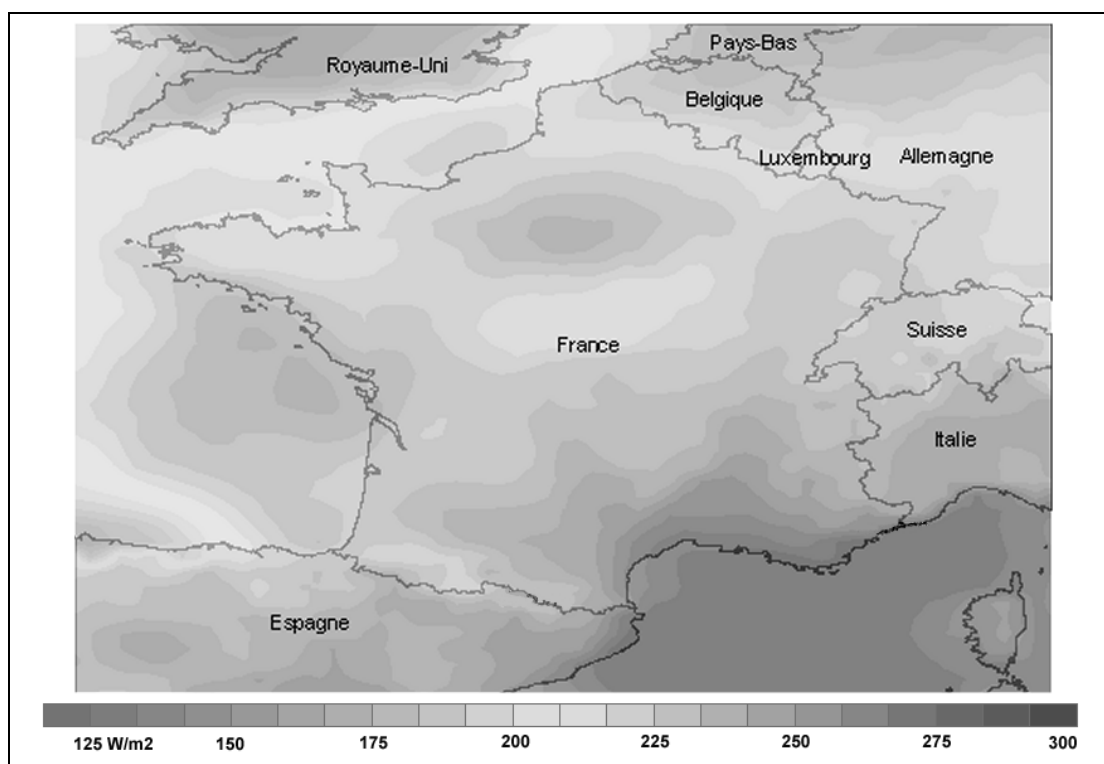 Pays-Bas
Royaume-Uni
Belgique
Luxembourg
Allemagne
Suisse
France
Italie
Espagne
125 W/m2 150 175 200 225 250 275 300